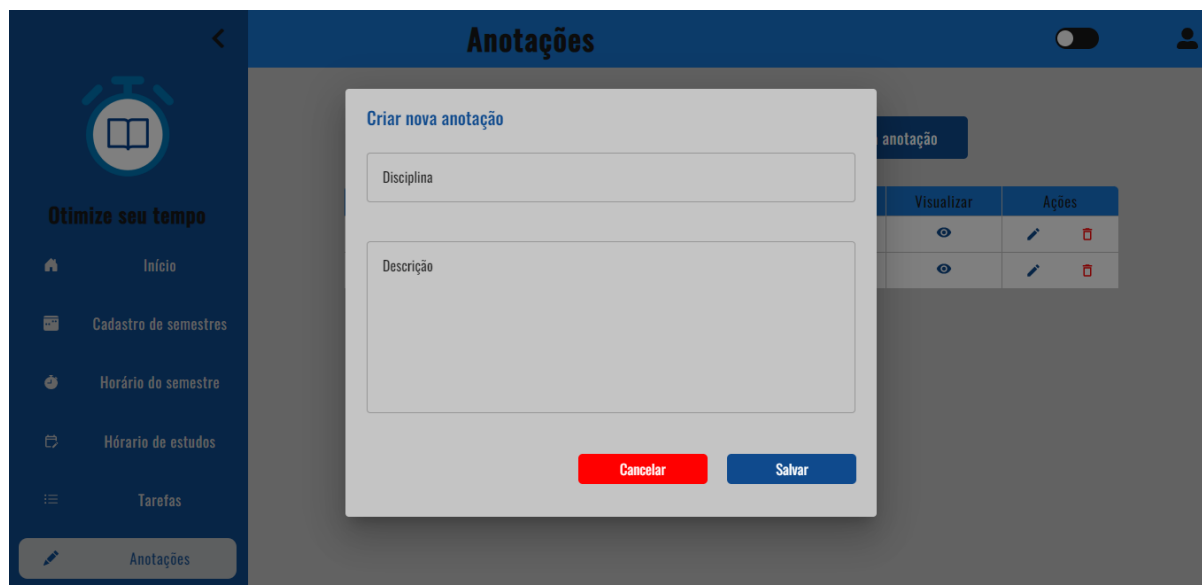 Anotações
Otimize seu tempo
Início
Cadastro de semestres
Horário do semestre
Hórario de estudos
Tarefas
Anotações
Criar nova anotação
Disciplina
Descrição
Cancelar
Salvar
anotação
Visualizar
Ações